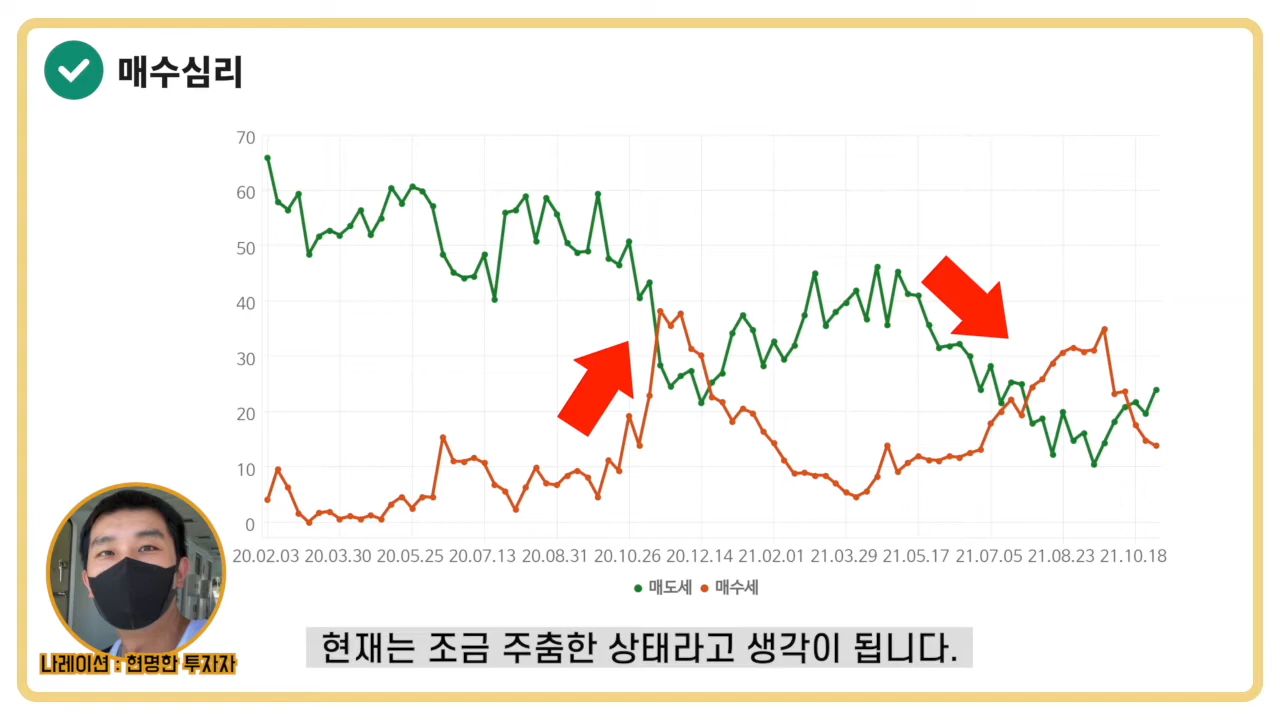 매수심리
70
60
50
40
30
20
10
0
20.02.03 20.03.30 20.05.25 20.07.13 20.08.31 20.10.26 20.12.14 21.02.01 21.03.29 21.05.17 21.07.05 21.08.23 21.10.18
매도세 매수세
나레이션 : 현명한 투자자
현재는 조금 주춤한 상태라고 생각이 됩니다.